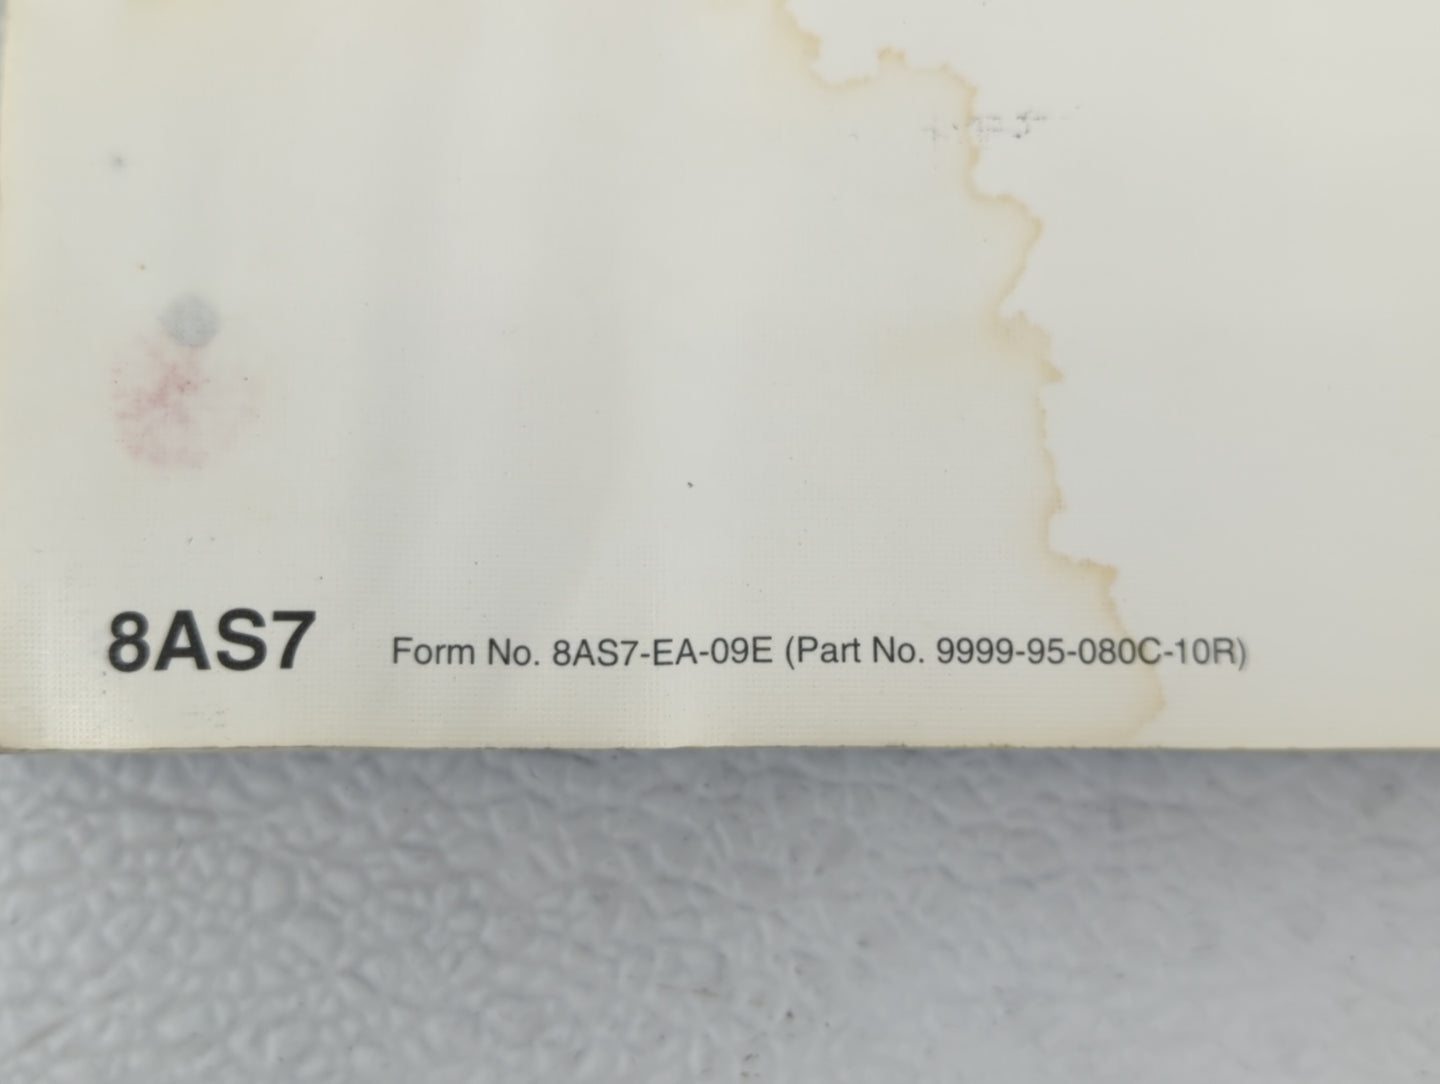 8AS7 Form No. 8AS7-EA-09E (Part No. 9999-95-080C-10R)